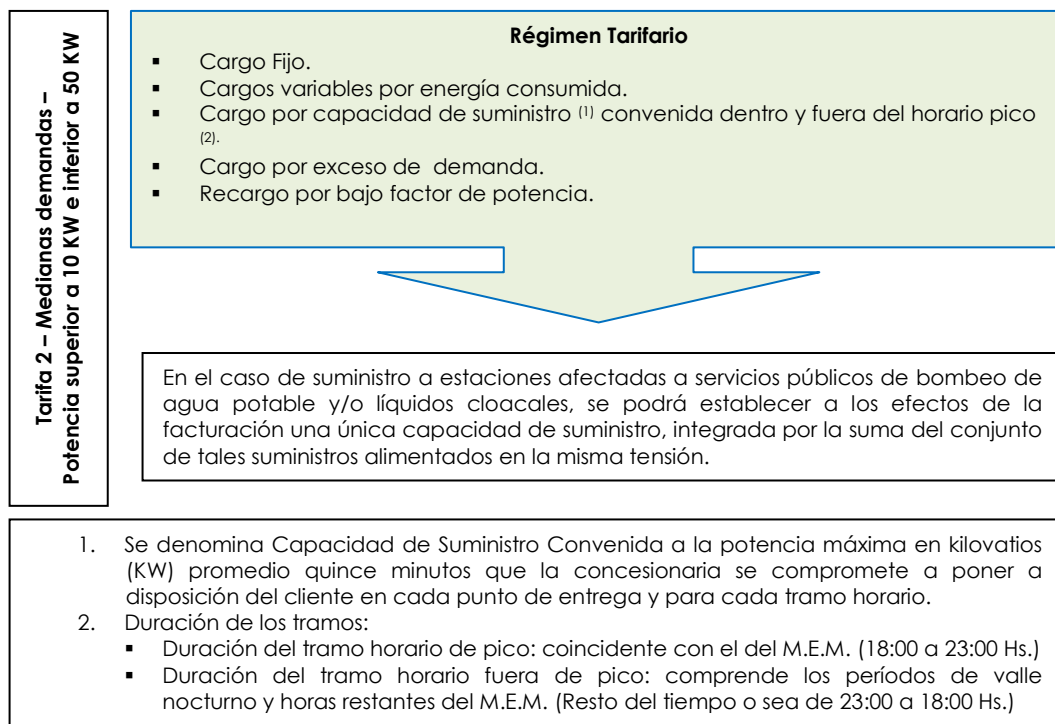 Tarifa 2 – Medianas demandas –
Potencia superior a 10 KW e inferior a 50 KW
Régimen Tarifario
▪ Cargo Fijo.
▪ Cargos variables por energía consumida.
▪ Cargo por capacidad de suministro (1) convenida dentro y fuera del horario pico
(2).
▪ Cargo por exceso de demanda.
▪ Recargo por bajo factor de potencia.
En el caso de suministro a estaciones afectadas a servicios públicos de bombeo de
agua potable y/o líquidos cloacales, se podrá establecer a los efectos de la
facturación una única capacidad de suministro, integrada por la suma del conjunto
de tales suministros alimentados en la misma tensión.
1. Se denomina Capacidad de Suministro Convenida a la potencia máxima en kilovatios
(KW) promedio quince minutos que la concesionaria se compromete a poner a
disposición del cliente en cada punto de entrega y para cada tramo horario.
2. Duración de los tramos:
▪ Duración del tramo horario de pico: coincidente con el del M.E.M. (18:00 a 23:00 Hs.)
▪ Duración del tramo horario fuera de pico: comprende los períodos de valle
nocturno y horas restantes del M.E.M. (Resto del tiempo o sea de 23:00 a 18:00 Hs.)